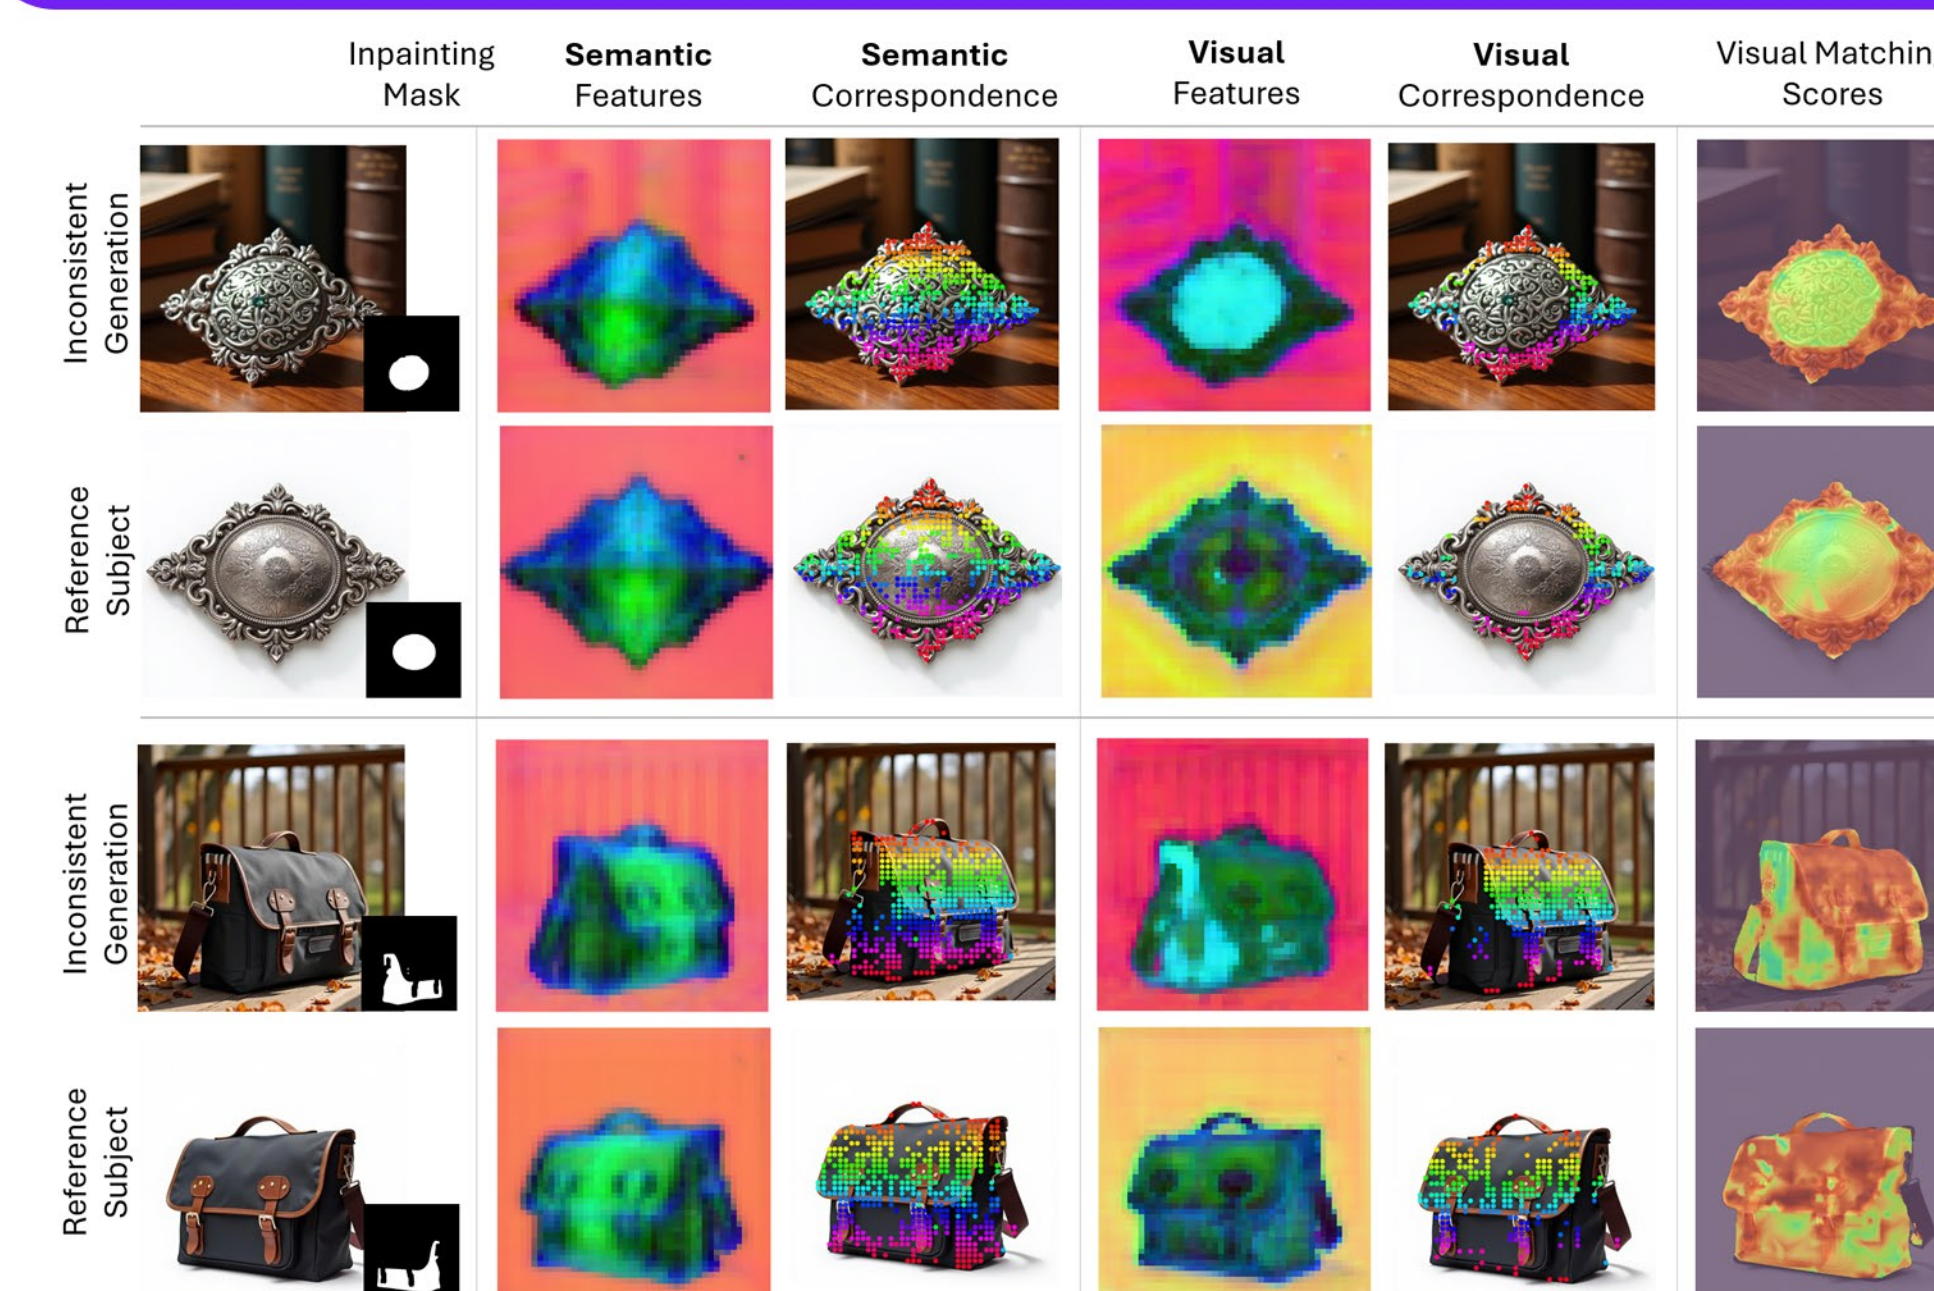 Inpainting
Mask
Semantic
Features
Semantic
Correspondence
Visual
Features
Visual
Correspondence
Visual Matchin
Scores
Inconsistent
Generation
Reference
Subject
Inconsistent
Generation
Reference
Subject